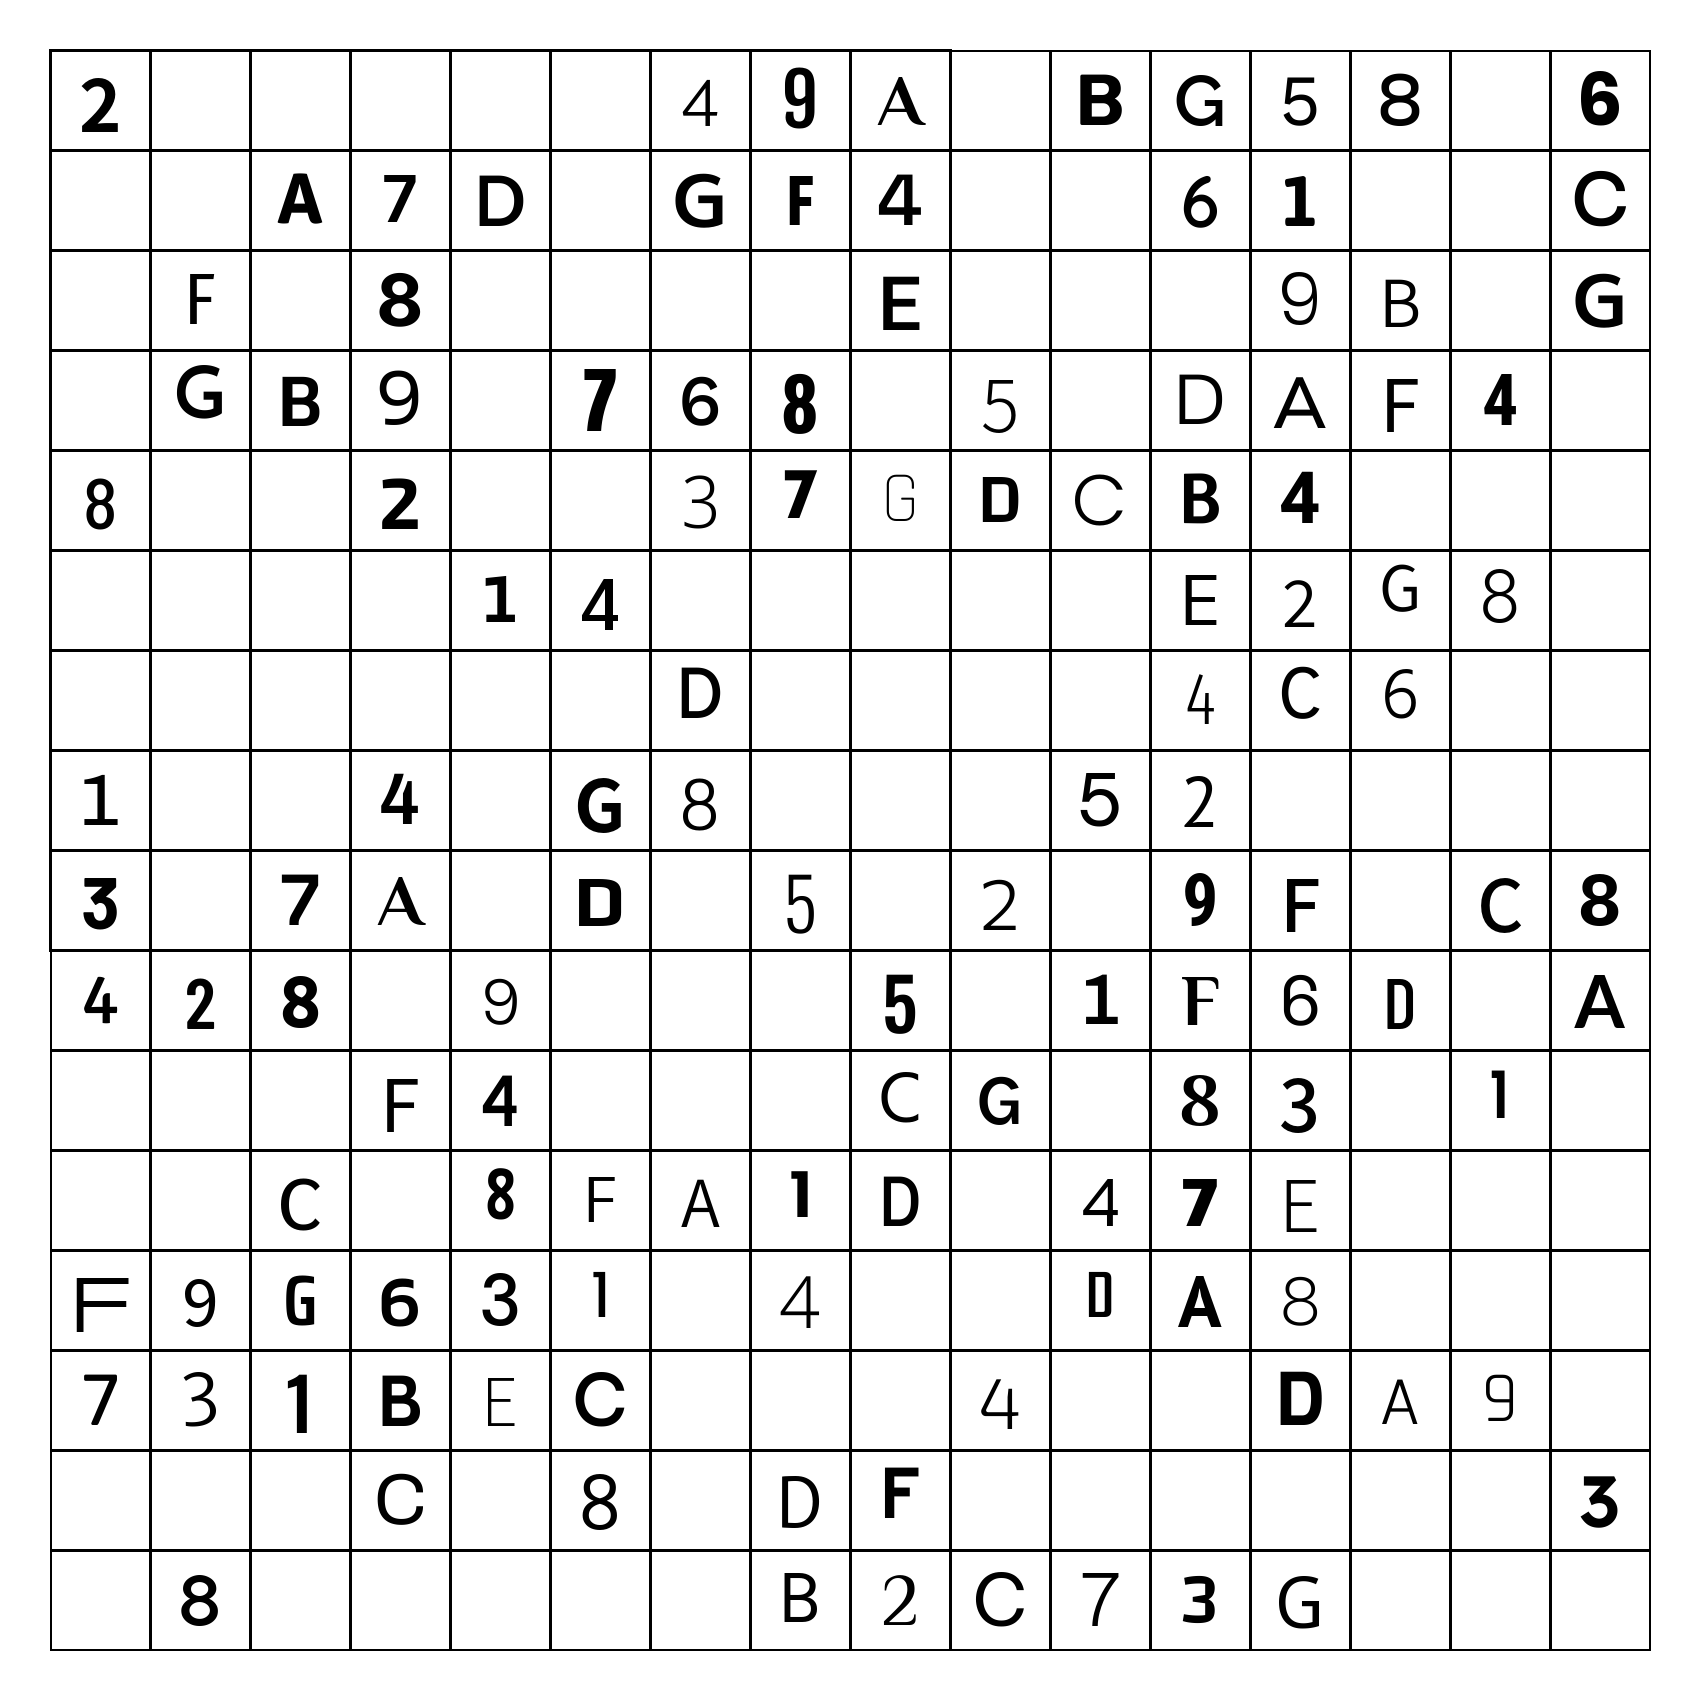 2 4 9 A B G 5 8 6
A 7 D G F 4 6 1 C
F 8 E 9 B G
G B 9 7 6 8 5 D A F 4
8 2 3 7 G D C B 4
1 4 E 2 G 8
D 4 C 6
1 4 G 8 5 2
3 7 A D 5 2 9 F C 8
4 2 8 9 5 1 F 6 D A
F 4 C G 8 3 1
C 8 F A 1 D 4 7 E
F 9 G 6 3 1 4 D A 8
7 3 1 B E C 4 D A 9
C 8 D F 3
8 B 2 C 7 3 G